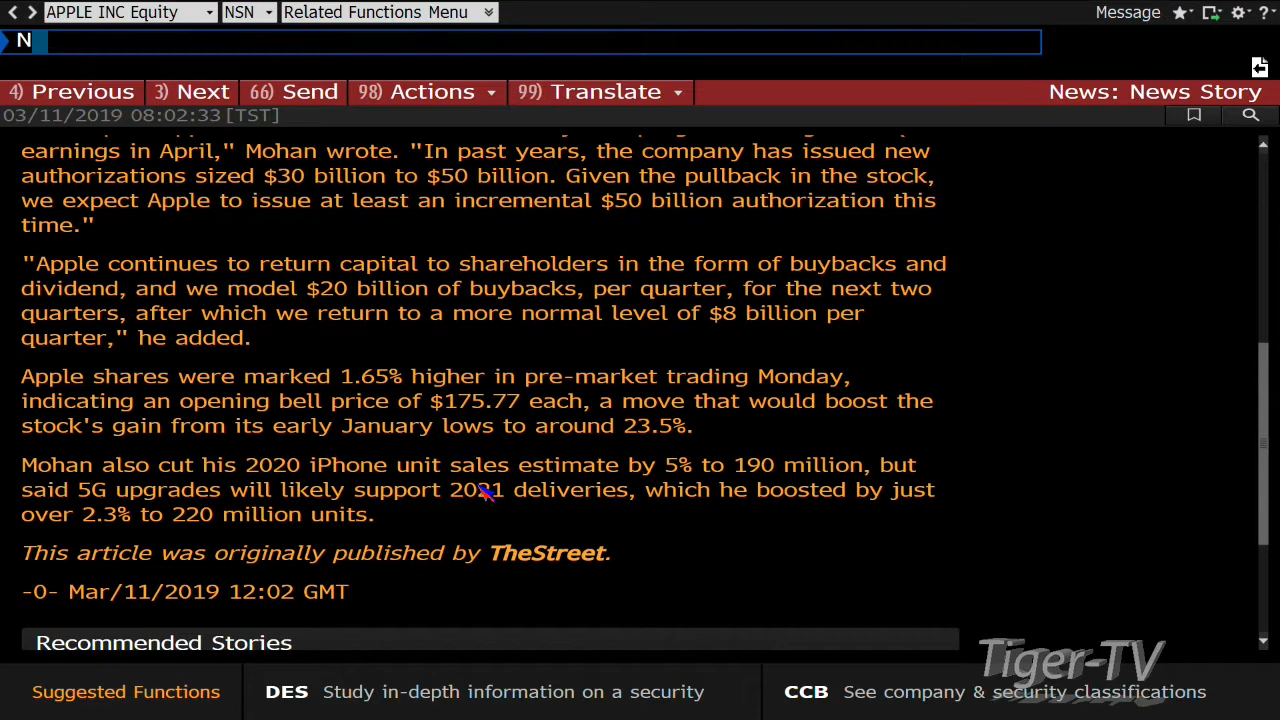 APPLE INC Equity NSN Related Functions Menu Message ?
N
4) Previous 3) Next 66) Send 98) Actions 99) Translate News: News Story
03/11/2019 08:02:33 [TST]
earnings in April," Mohan wrote. "In past years, the company has issued new
authorizations sized $30 billion to $50 billion. Given the pullback in the stock,
we expect Apple to issue at least an incremental $50 billion authorization this
time."
"Apple continues to return capital to shareholders in the form of buybacks and
dividend, and we model $20 billion of buybacks, per quarter, for the next two
quarters, after which we return to a more normal level of $8 billion per
quarter," he added.
Apple shares were marked 1.65% higher in pre-market trading Monday,
indicating an opening bell price of $175.77 each, a move that would boost the
stock's gain from its early January lows to around 23.5%.
Mohan also cut his 2020 iPhone unit sales estimate by 5% to 190 million, but
said 5G upgrades will likely support 2021 deliveries, which he boosted by just
over 2.3% to 220 million units.
This article was originally published by TheStreet.
-0- Mar/11/2019 12:02 GMT
Recommended Stories
Tiger-TV
Suggested Functions DES Study in-depth information on a security CCB See company & security classifications